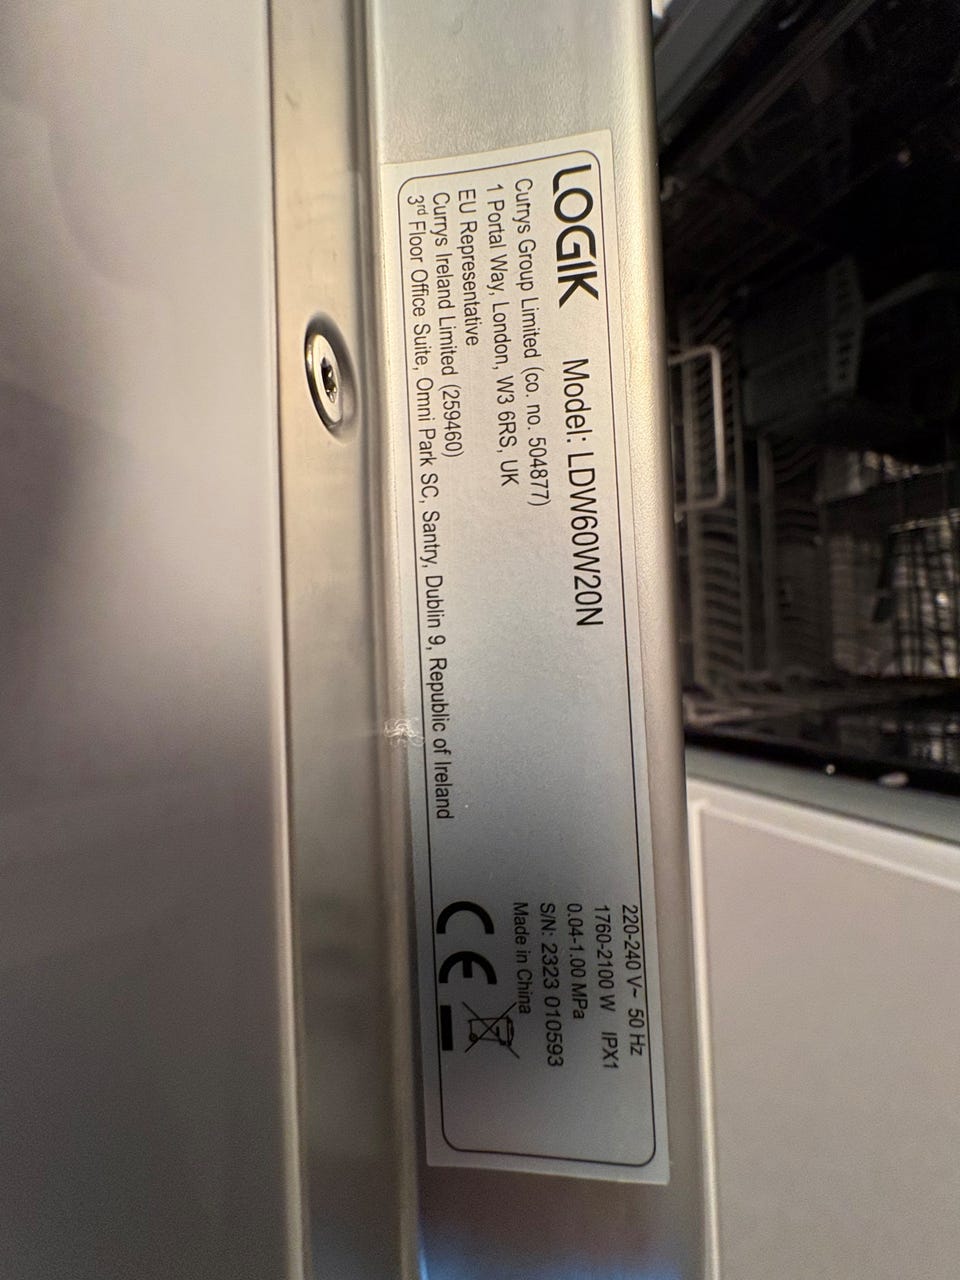 LOGIK Model: LDW60W20N
Currys Group Limited (co. no. 504877)
1 Portal Way, London, W3 6RS, UK
EU Representative
Currys Ireland Limited (259460)
3rd Floor Office Suite, Omni Park SC, Santry, Dublin 9, Republic of Ireland
220-240 V~ 50 Hz
1760-2100 W IPX1
0.04-1.00 MPa
S/N: 2323 010593
Made in China
CE